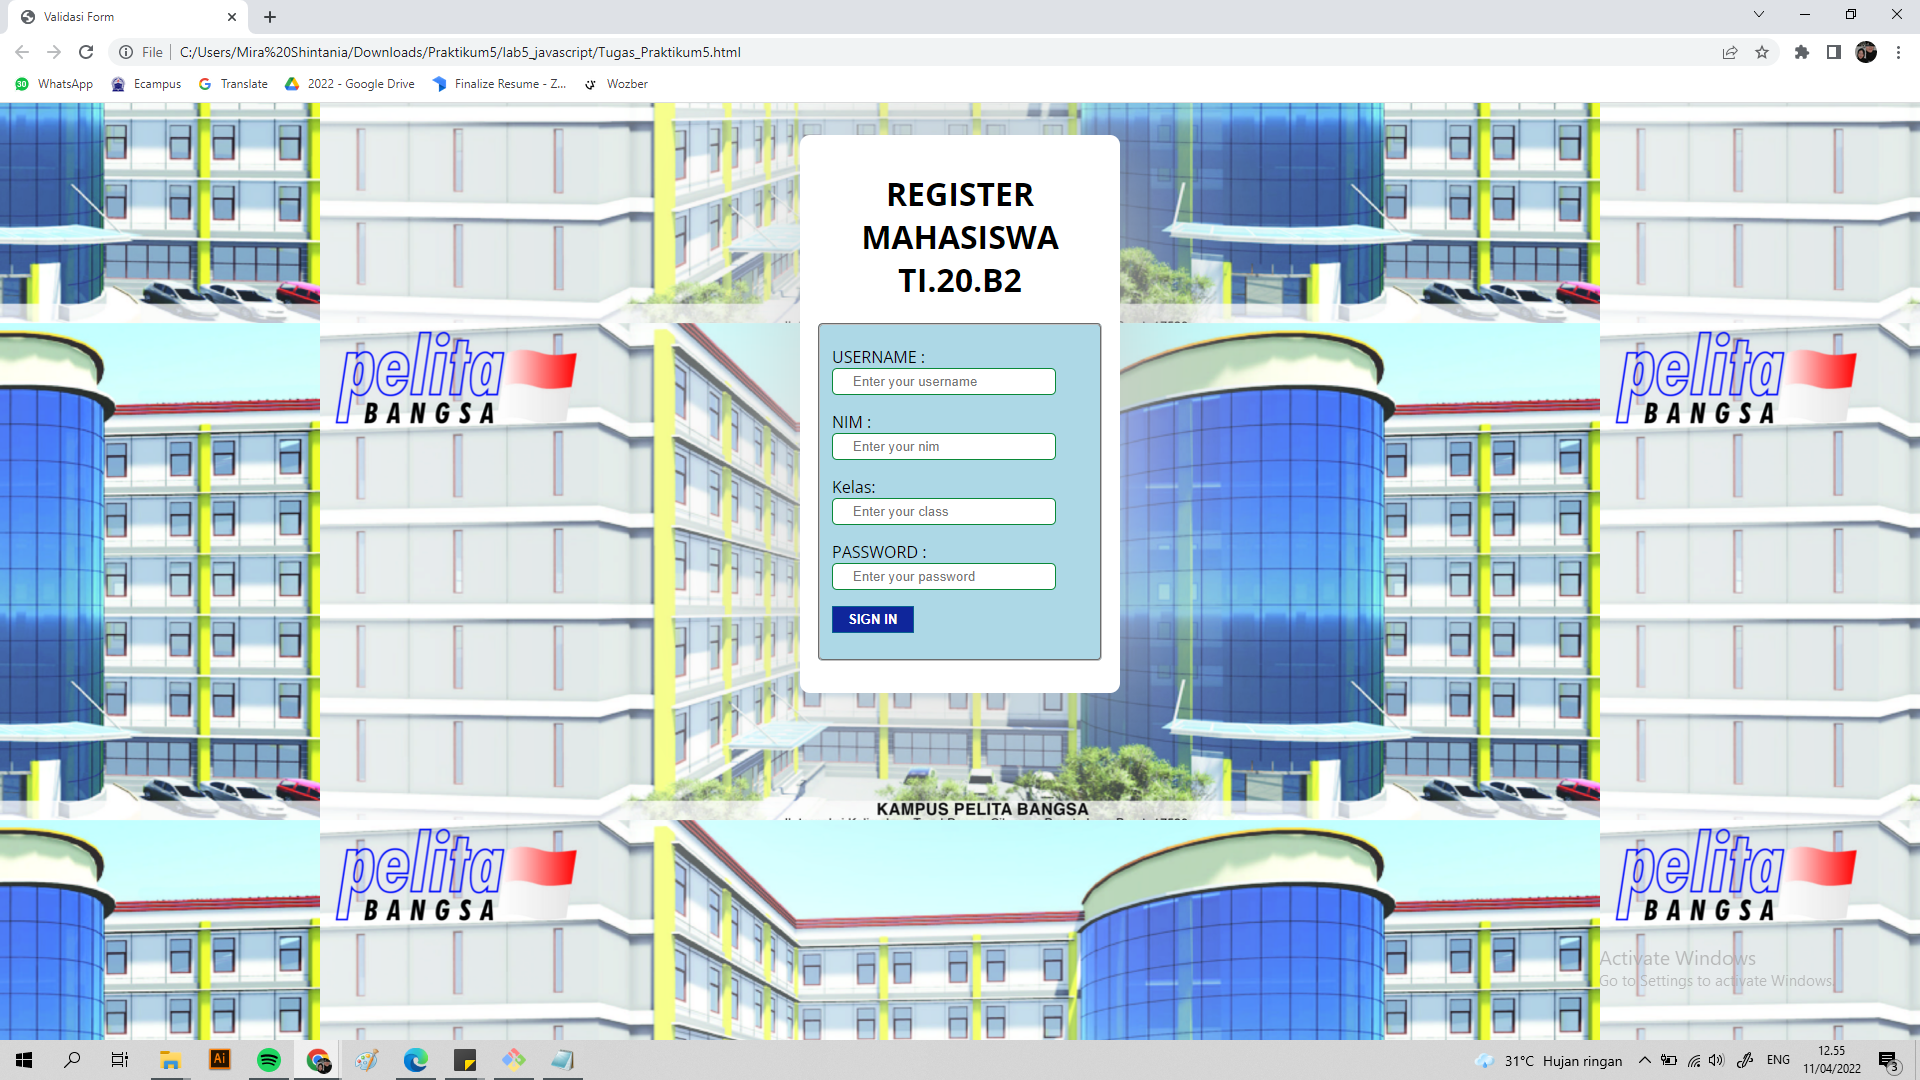 Validasi Form
File
C:/Users/Mira%20Shintania/Downloads/Praktikum5/lab5_javascript/Tugas_Praktikum5.html
30 WhatsApp
Ecampus
Translate
2022 - Google Drive
Finalize Resume - Z...
Wozber
REGISTER
MAHASISWA
TI.20.B2
USERNAME :
Enter your username
NIM :
Enter your nim
Kelas:
Enter your class
PASSWORD :
Enter your password
SIGN IN
pelita
BANGSA
pelita
BANGSA
KAMPUS PELITA BANGSA
pelita
BANGSA
pelita
BANGSA
Activate Windows
Go to Settings to activate Windows.
Ai
31°C Hujan ringan
ENG
12.55
11/04/2022
3